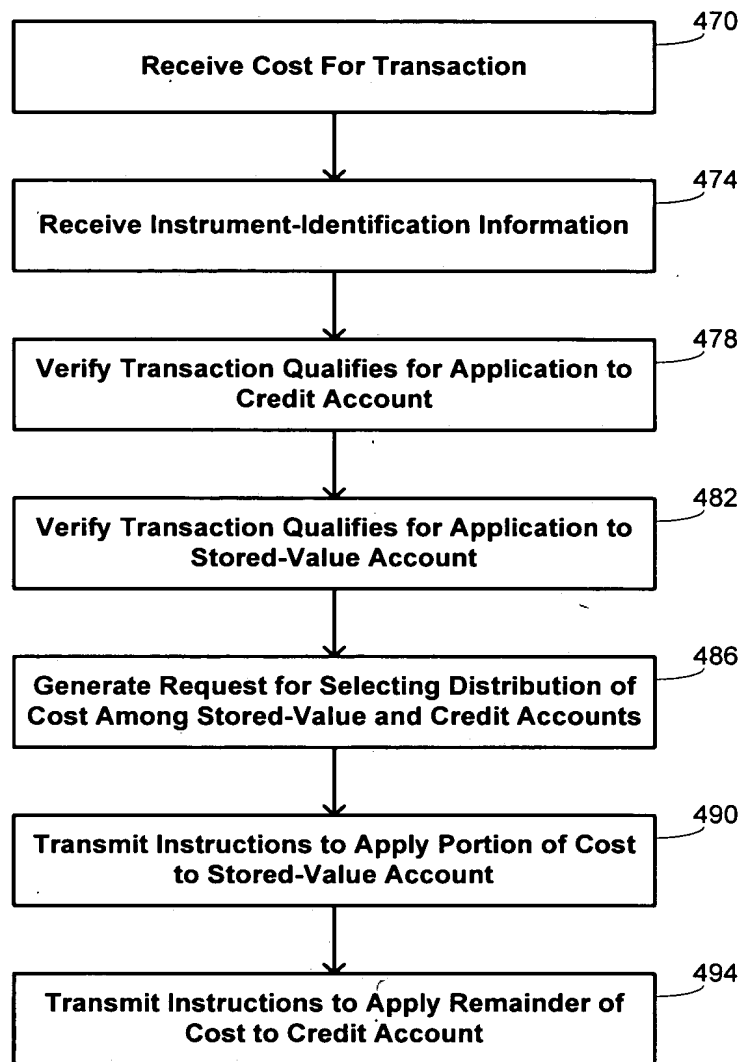 470
Receive Cost For Transaction
474
Receive Instrument-Identification Information
478
Verify Transaction Qualifies for Application to
Credit Account
482
Verify Transaction Qualifies for Application to
Stored-Value Account
486
Generate Request for Selecting Distribution of
Cost Among Stored-Value and Credit Accounts
490
Transmit Instructions to Apply Portion of Cost
to Stored-Value Account
494
Transmit Instructions to Apply Remainder of
Cost to Credit Account